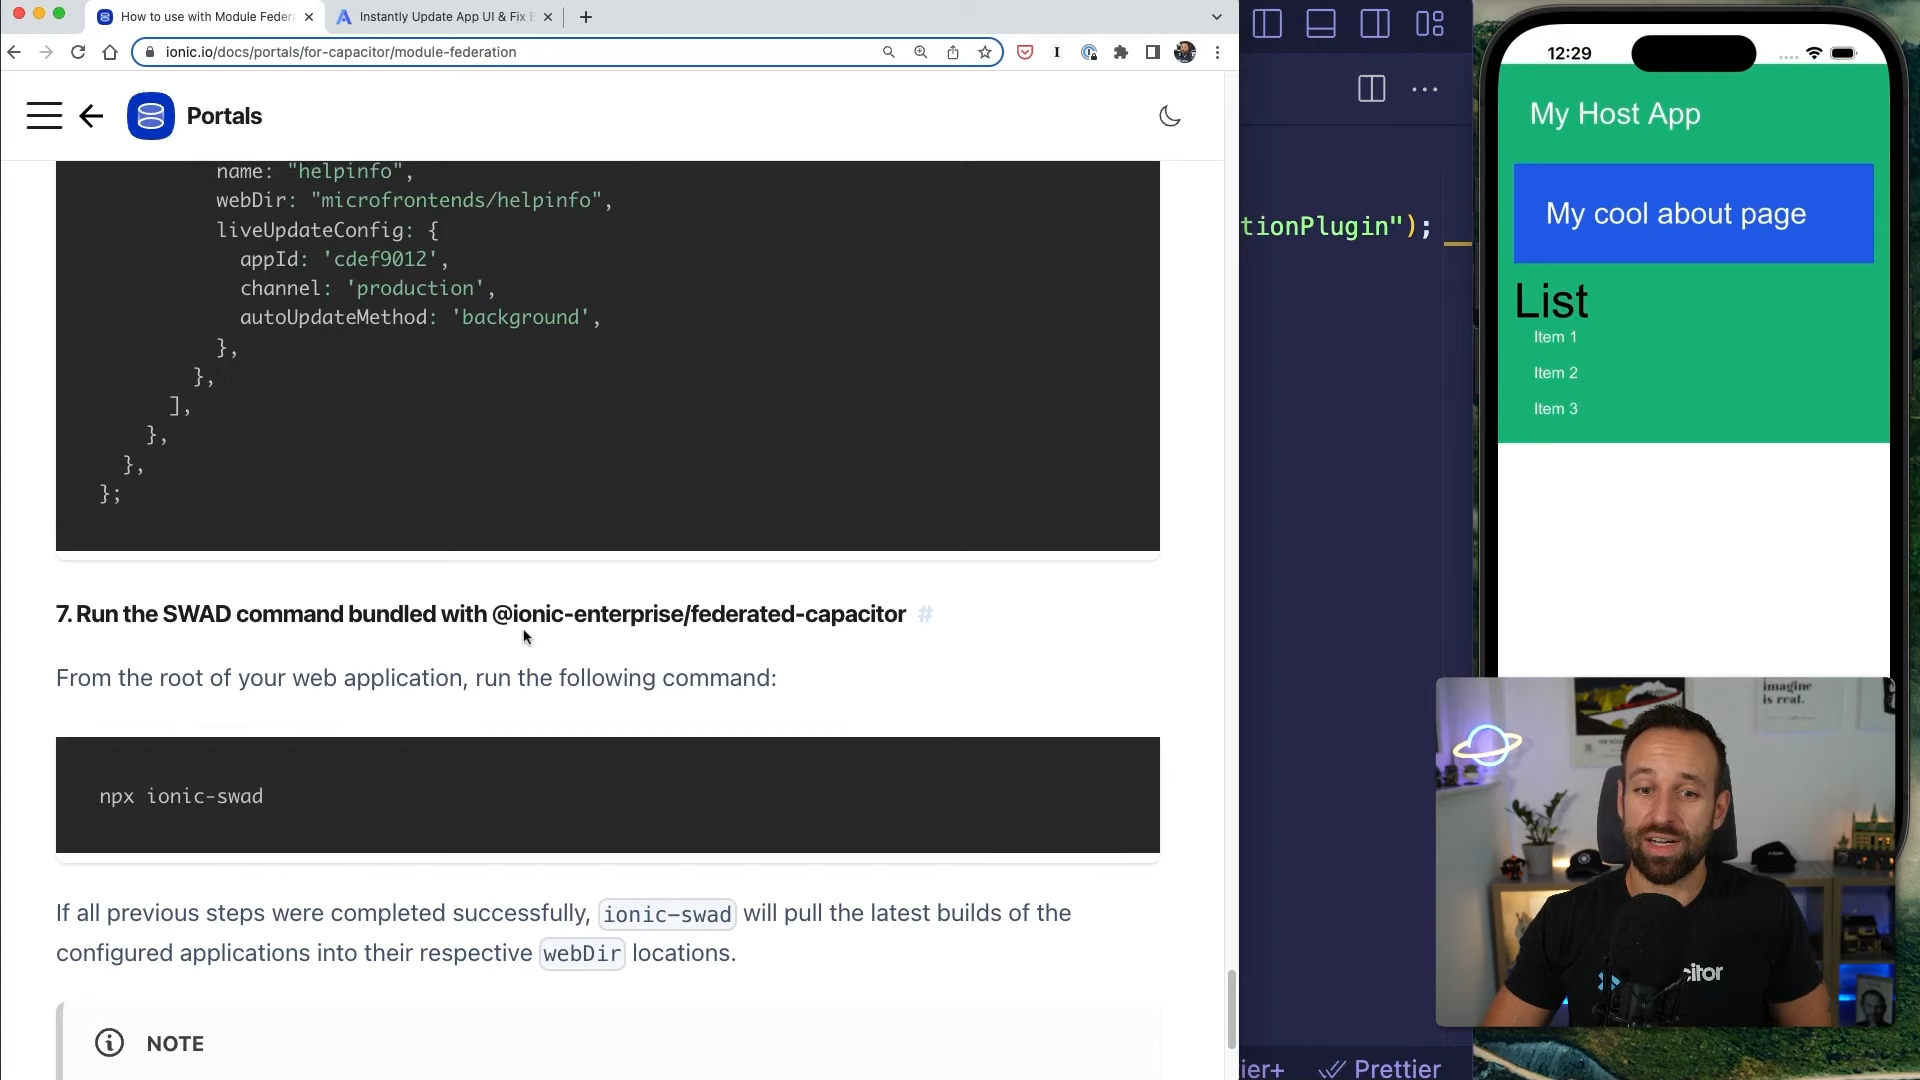 How to use with Module Federa
Instantly Update App UI & Fix B
ionic.io/docs/portals/for-capacitor/module-federation
Portals
name: "helpinfo",
webDir: "microfrontends/helpinfo",
liveUpdateConfig: {
appId: 'cdef9012',
channel: 'production',
autoUpdateMethod: 'background',
},
},
],
},
},
};
7. Run the SWAD command bundled with @ionic-enterprise/federated-capacitor #
From the root of your web application, run the following command:
npx ionic-swad
If all previous steps were completed successfully, ionic-swad will pull the latest builds of the
configured applications into their respective webDir locations.
NOTE
tionPlugin");
ier+
Prettier
12:29
My Host App
My cool about page
List
Item 1
Item 2
Item 3
imagine
is real.
citor